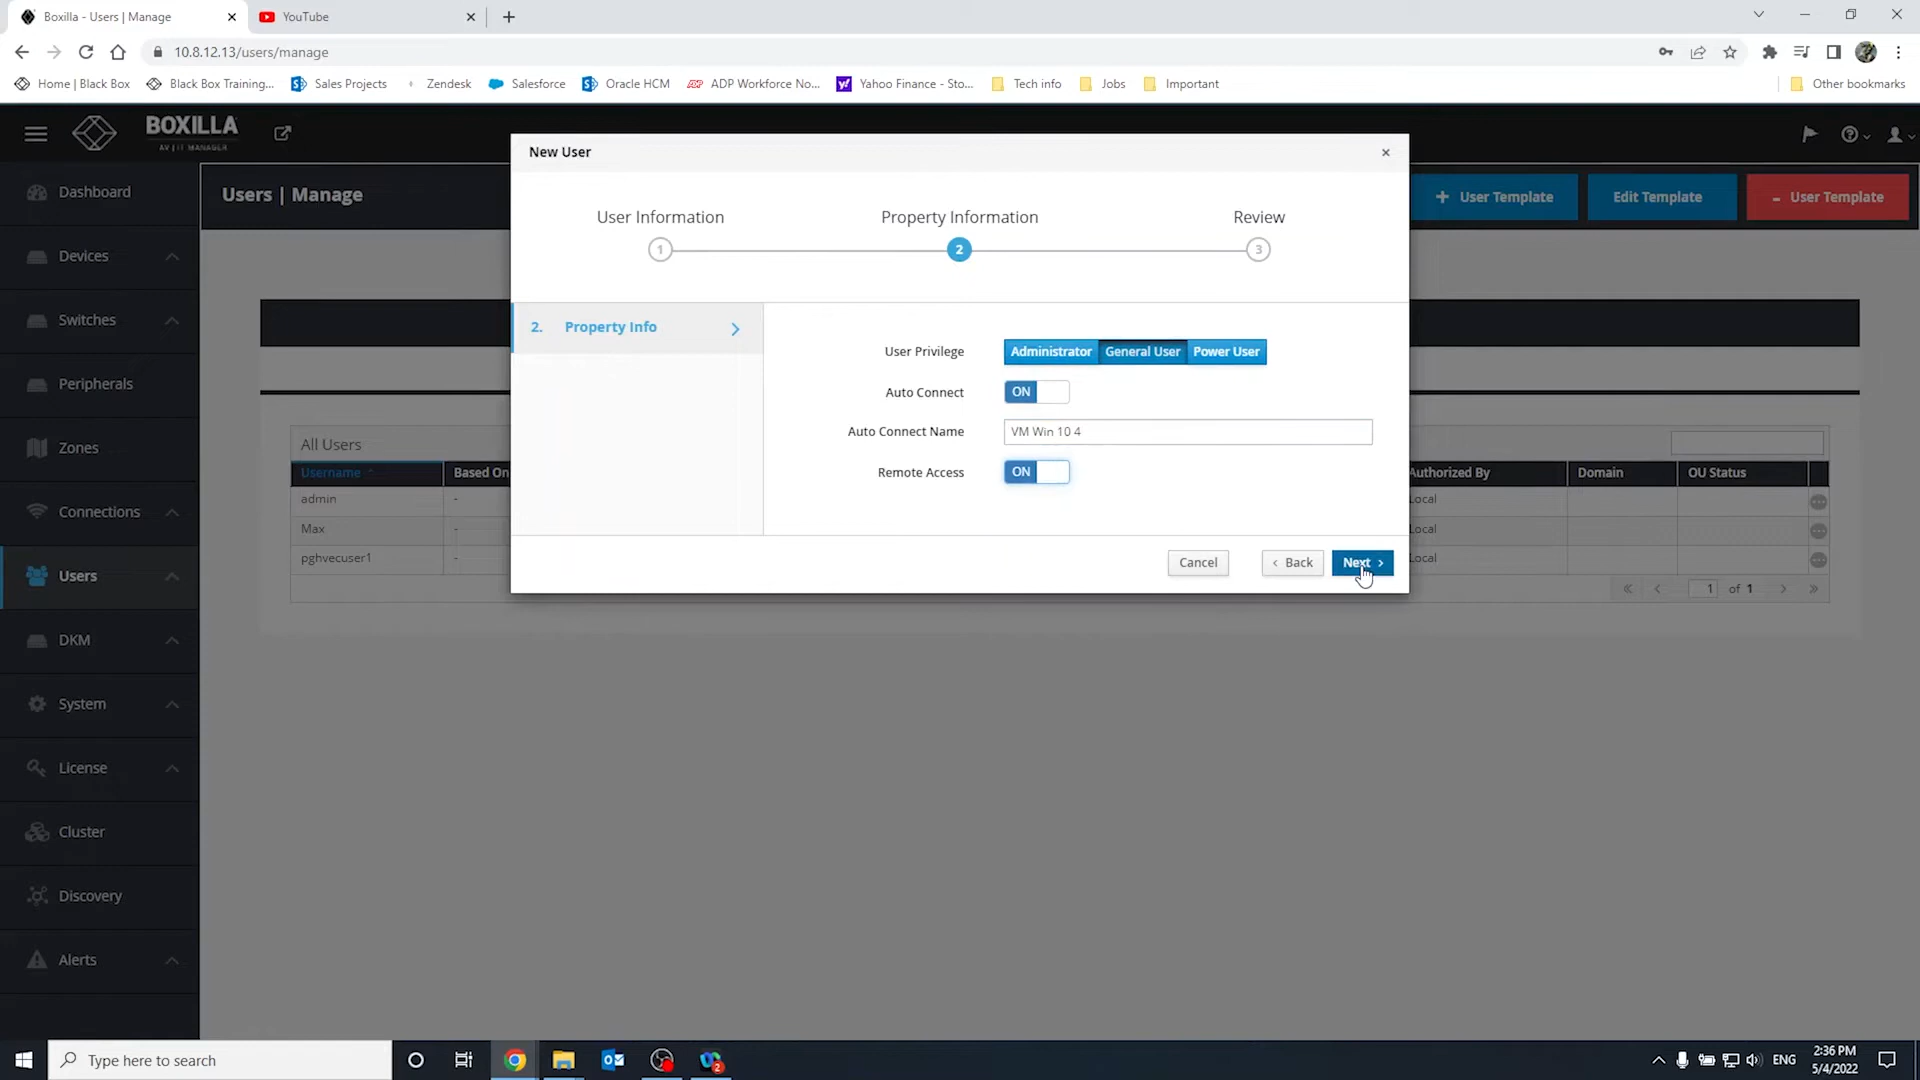 Boxilla - Users | Manage
YouTube
10.8.12.13/users/manage
Home | Black Box
Black Box Training...
Sales Projects
Zendesk
Salesforce
Oracle HCM
ADP Workforce No...
Yahoo Finance - Sto...
Tech info
Jobs
Important
Other bookmarks
BOXILLA
AV | IT MANAGER
Dashboard
Devices
Switches
Peripherals
Zones
Connections
Users
DKM
System
License
Cluster
Discovery
Alerts
Users | Manage
+ User Template
Edit Template
- User Template
New User
User Information
Property Information
Review
1
2
3
2. Property Info
User Privilege
Administrator
General User
Power User
Auto Connect
ON
Auto Connect Name
VM Win 10 4
Remote Access
ON
Cancel
Back
Next
All Users
Username
Based On
Authorized By
Domain
OU Status
admin
-
Local
Max
-
Local
pghvecuser1
-
Local
1 of 1
Type here to search
2
ENG
2:36 PM
5/4/2022